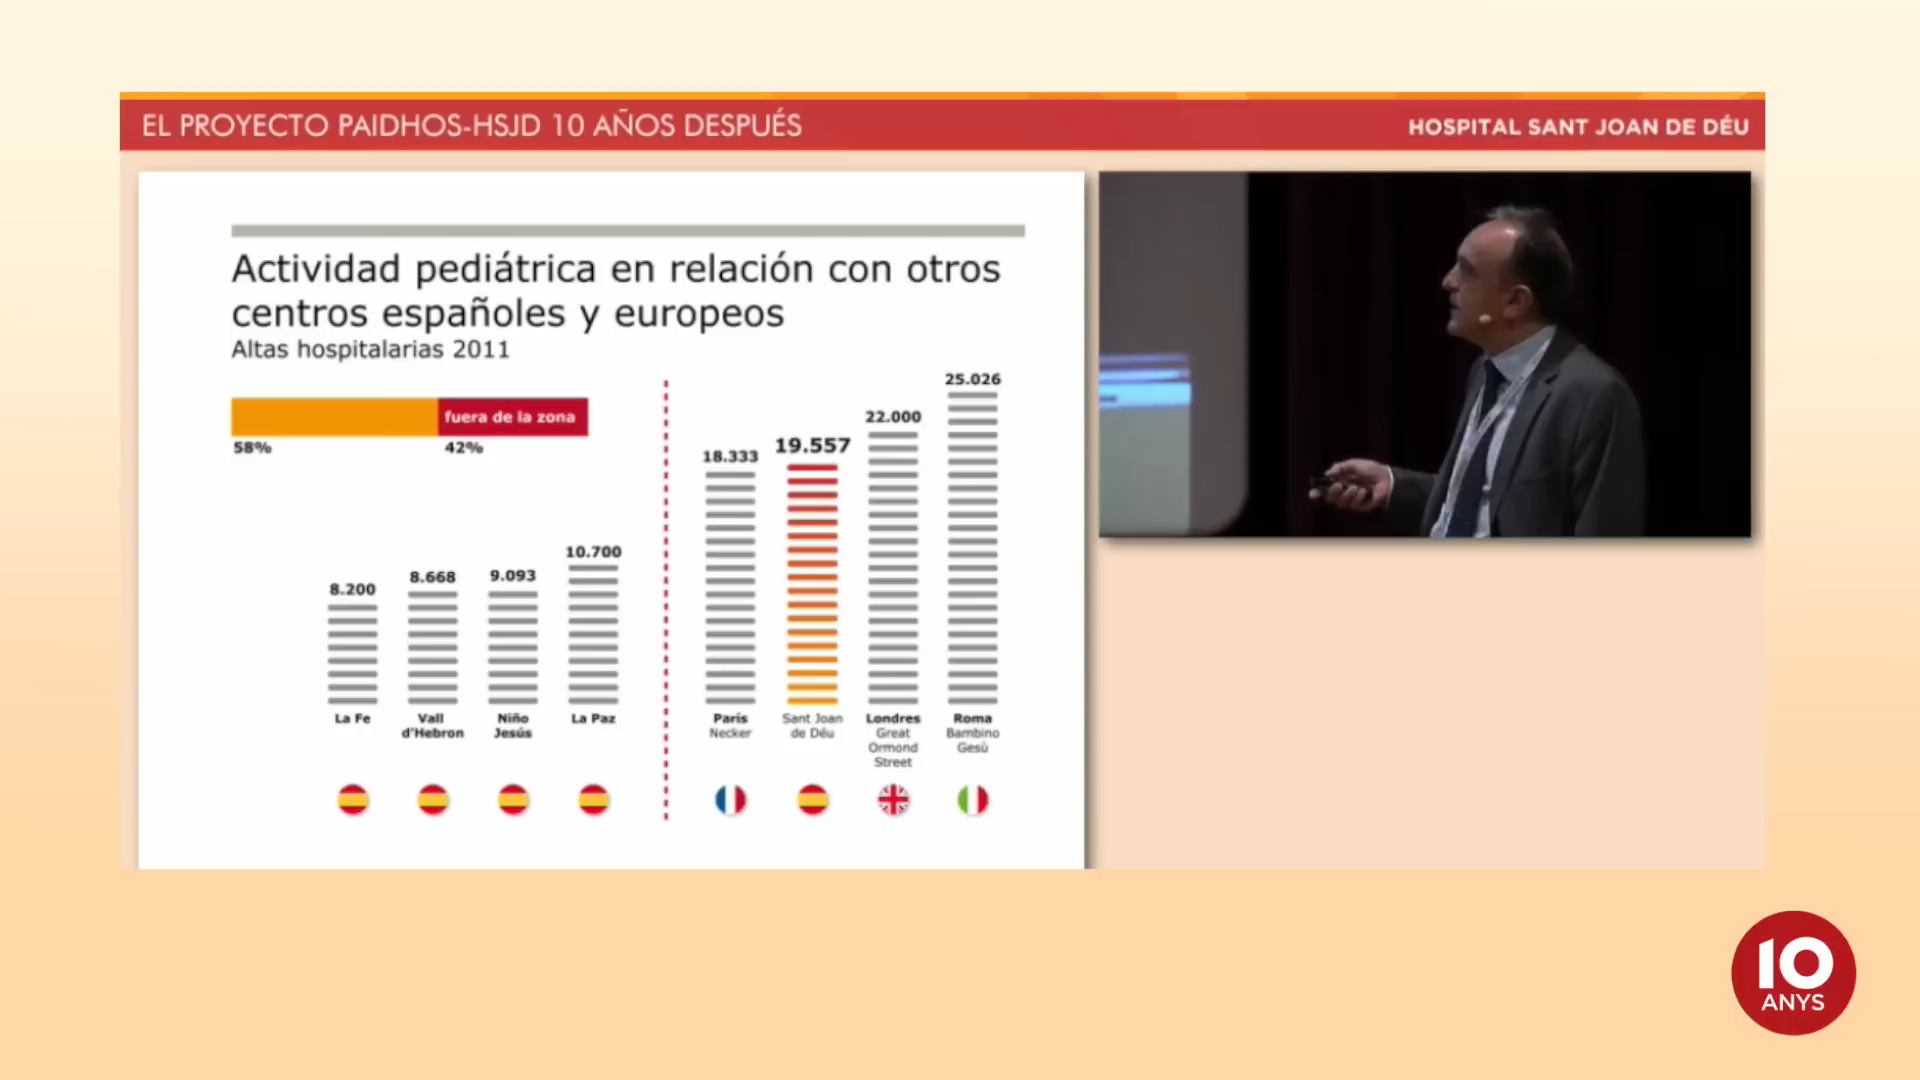 EL PROYECTO PAIDHOS-HSJD 10 AÑOS DESPUÉS
HOSPITAL SANT JOAN DE DÉU
Actividad pediátrica en relación con otros
centros españoles y europeos
Altas hospitalarias 2011
fuera de la zona
58%
42%
8.200
8.668
9.093
10.700
18.333
19.557
22.000
25.026
La Fe
Vall
d'Hebron
Niño
Jesús
La Paz
París
Necker
Sant Joan
de Déu
Londres
Great
Ormond
Street
Roma
Bambino
Gesù
10
ANYS